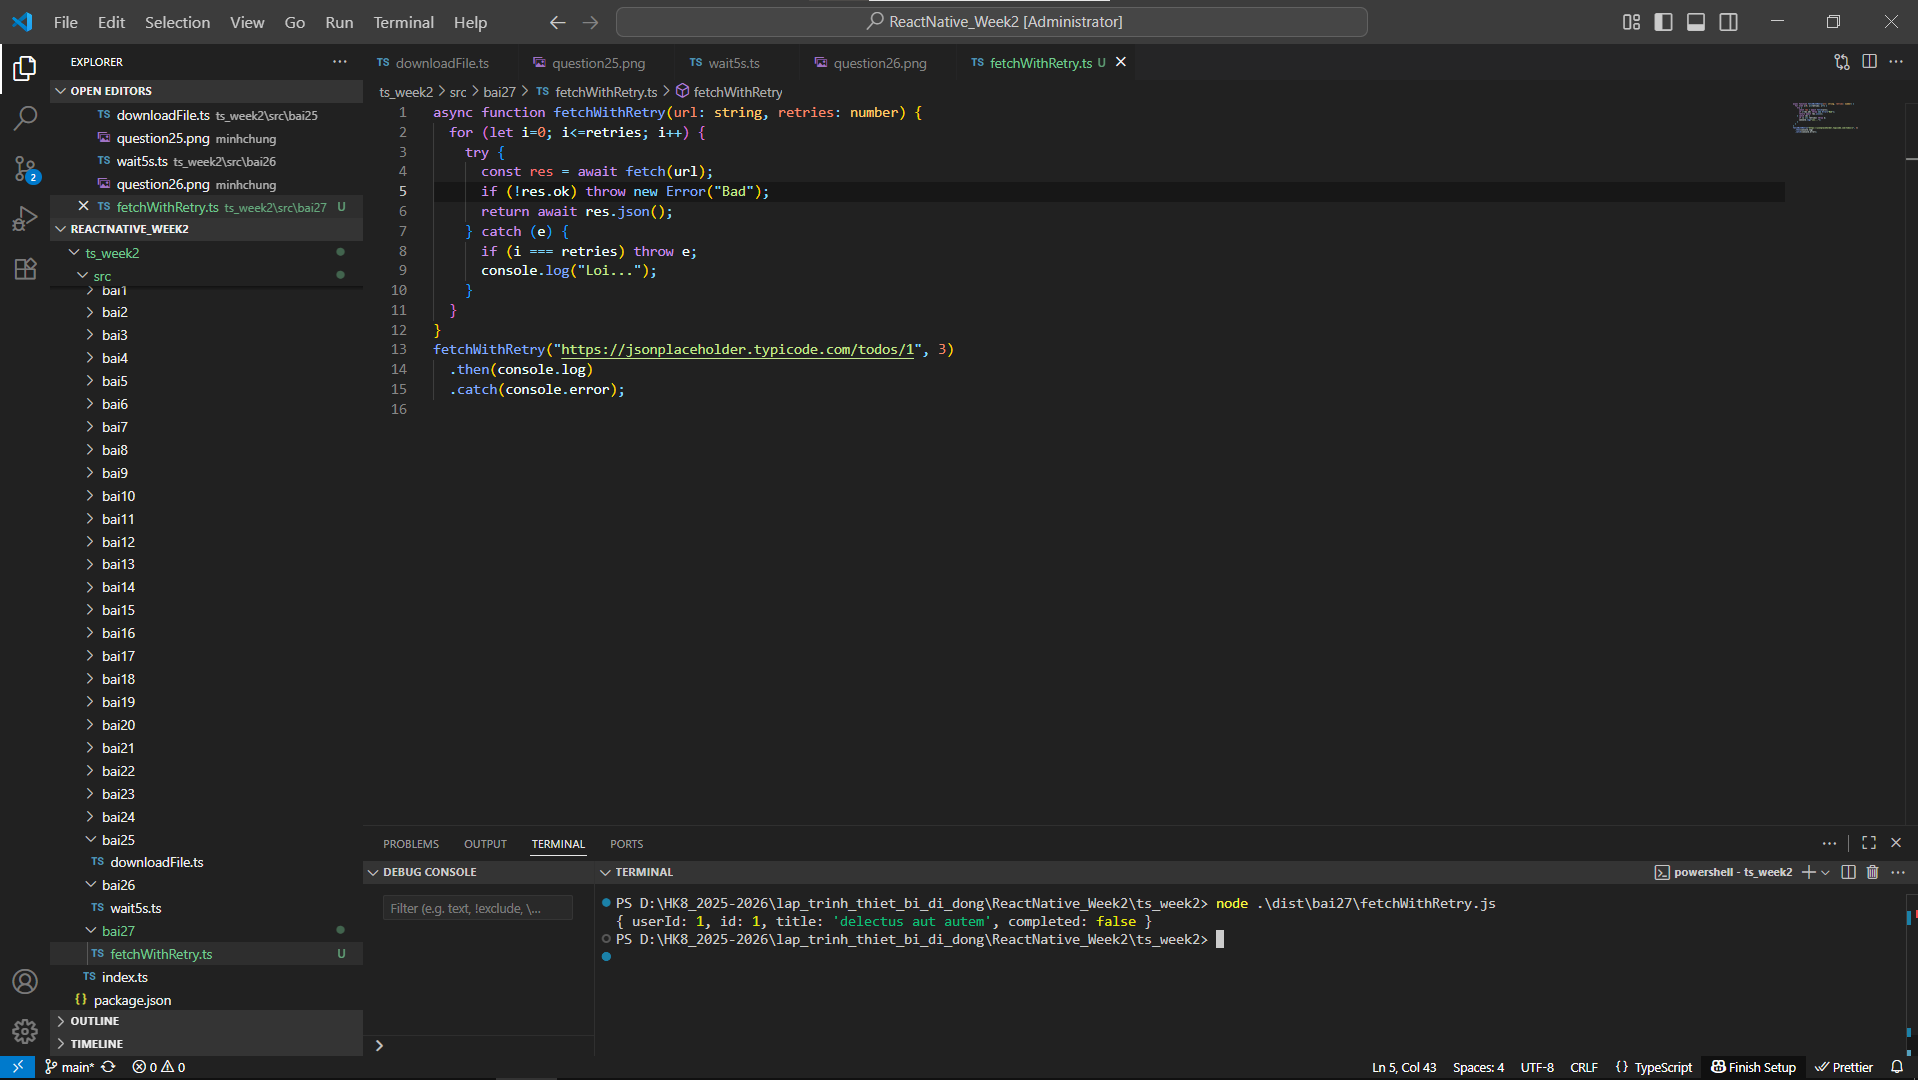 File Edit Selection View Go Run Terminal Help
ReactNative_Week2 [Administrator]
EXPLORER
OPEN EDITORS
TS downloadFile.ts ts_week2\src\bai25
question25.png minhchung
TS wait5s.ts ts_week2\src\bai26
question26.png minhchung
TS fetchWithRetry.ts ts_week2\src\bai27 U
REACTNATIVE_WEEK2
ts_week2
src
bai1
bai2
bai3
bai4
bai5
bai6
bai7
bai8
bai9
bai10
bai11
bai12
bai13
bai14
bai15
bai16
bai17
bai18
bai19
bai20
bai21
bai22
bai23
bai24
bai25
TS downloadFile.ts
bai26
TS wait5s.ts
bai27
TS fetchWithRetry.ts U
TS index.ts
{} package.json
OUTLINE
TIMELINE
2
TS downloadFile.ts question25.png TS wait5s.ts question26.png TS fetchWithRetry.ts U
ts_week2 > src > bai27 > TS fetchWithRetry.ts > fetchWithRetry
1 async function fetchWithRetry(url: string, retries: number) {
2 for (let i=0; i<=retries; i++) {
3 try {
4 const res = await fetch(url);
5 if (!res.ok) throw new Error("Bad");
6 return await res.json();
7 } catch (e) {
8 if (i === retries) throw e;
9 console.log("Loi...");
10 }
11 }
12 }
13 fetchWithRetry("https://jsonplaceholder.typicode.com/todos/1", 3)
14 .then(console.log)
15 .catch(console.error);
16
PROBLEMS OUTPUT TERMINAL PORTS
DEBUG CONSOLE
Filter (e.g. text, !exclude, \...
TERMINAL
powershell - ts_week2
PS D:\HK8_2025-2026\lap_trinh_thiet_bi_di_dong\ReactNative_Week2\ts_week2> node .\dist\bai27\fetchWithRetry.js
{ userId: 1, id: 1, title: 'delectus aut autem', completed: false }
PS D:\HK8_2025-2026\lap_trinh_thiet_bi_di_dong\ReactNative_Week2\ts_week2>
main* 0 0
Ln 5, Col 43 Spaces: 4 UTF-8 CRLF {} TypeScript Finish Setup Prettier